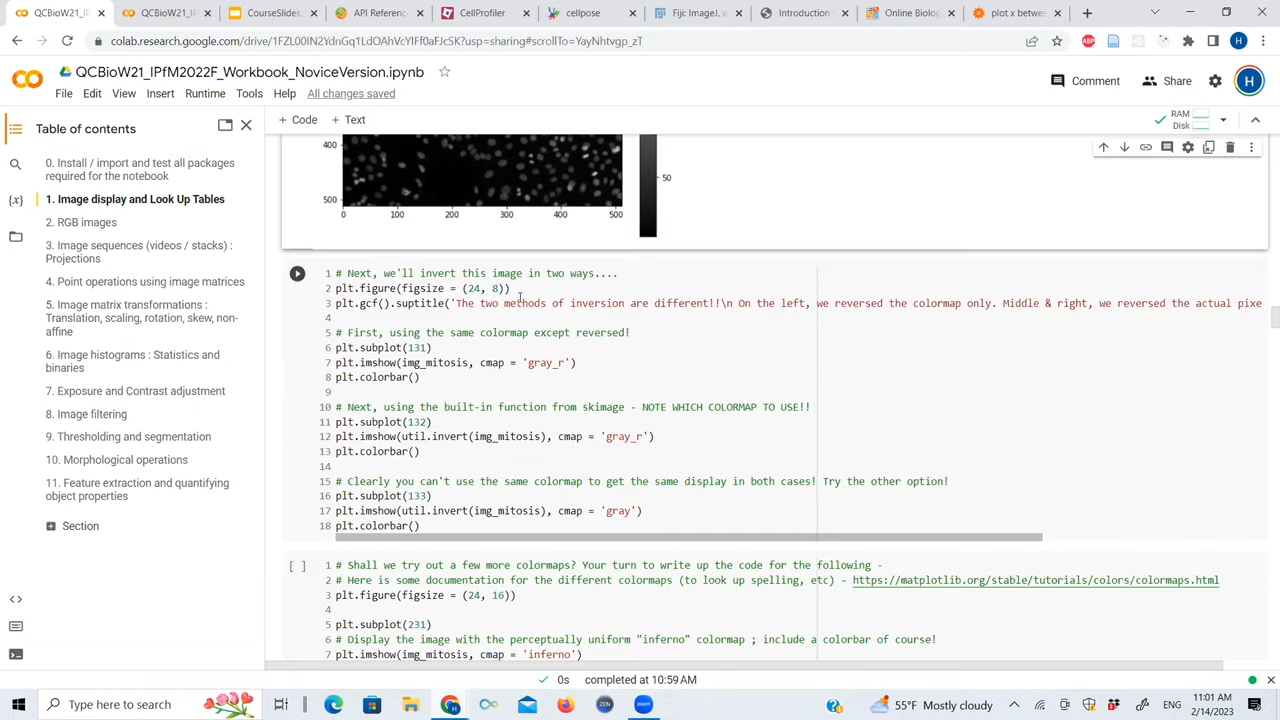 QCBioW21_IP
QCBioW21_IP
CourseSlides.
API Reference
CellProfiler
cellpose
Fiji: ImageJ, w
Introduction
Online Biolog
plot x betwee
colab.research.google.com/drive/1FZL00IN2YdnGq1LdOAhVcYIFf0aFJcSK?usp=sharing#scrollTo=YayNhtvgp_zT
ABP
H
QCBioW21_IPfM2022F_Workbook_NoviceVersion.ipynb
Comment
Share
H
File Edit View Insert Runtime Tools Help All changes saved
+ Code + Text
RAM
Disk
Table of contents
0. Install / import and test all packages
required for the notebook
1. Image display and Look Up Tables
2. RGB images
3. Image sequences (videos / stacks) :
Projections
4. Point operations using image matrices
5. Image matrix transformations :
Translation, scaling, rotation, skew, non-
affine
6. Image histograms : Statistics and
binaries
7. Exposure and Contrast adjustment
8. Image filtering
9. Thresholding and segmentation
10. Morphological operations
11. Feature extraction and quantifying
object properties
Section
400
500
0 100 200 300 400 500
50
1 # Next, we'll invert this image in two ways....
2 plt.figure(figsize = (24, 8))
3 plt.gcf().suptitle('The two methods of inversion are different!!\n On the left, we reversed the colormap only. Middle & right, we reversed the actual pixe
4
5 # First, using the same colormap except reversed!
6 plt.subplot(131)
7 plt.imshow(img_mitosis, cmap = 'gray_r')
8 plt.colorbar()
9
10 # Next, using the built-in function from skimage - NOTE WHICH COLORMAP TO USE!!
11 plt.subplot(132)
12 plt.imshow(util.invert(img_mitosis), cmap = 'gray_r')
13 plt.colorbar()
14
15 # Clearly you can't use the same colormap to get the same display in both cases! Try the other option!
16 plt.subplot(133)
17 plt.imshow(util.invert(img_mitosis), cmap = 'gray')
18 plt.colorbar()
[ ]
1 # Shall we try out a few more colormaps? Your turn to write up the code for the following -
2 # Here is some documentation for the different colormaps (to look up spelling, etc) - https://matplotlib.org/stable/tutorials/colors/colormaps.html
3 plt.figure(figsize = (24, 16))
4
5 plt.subplot(231)
6 # Display the image with the perceptually uniform "inferno" colormap ; include a colorbar of course!
7 plt.imshow(img_mitosis, cmap = 'inferno')
0s completed at 10:59 AM
Type here to search
ZEN
zoom
55°F Mostly cloudy
ENG
11:01 AM
2/14/2023